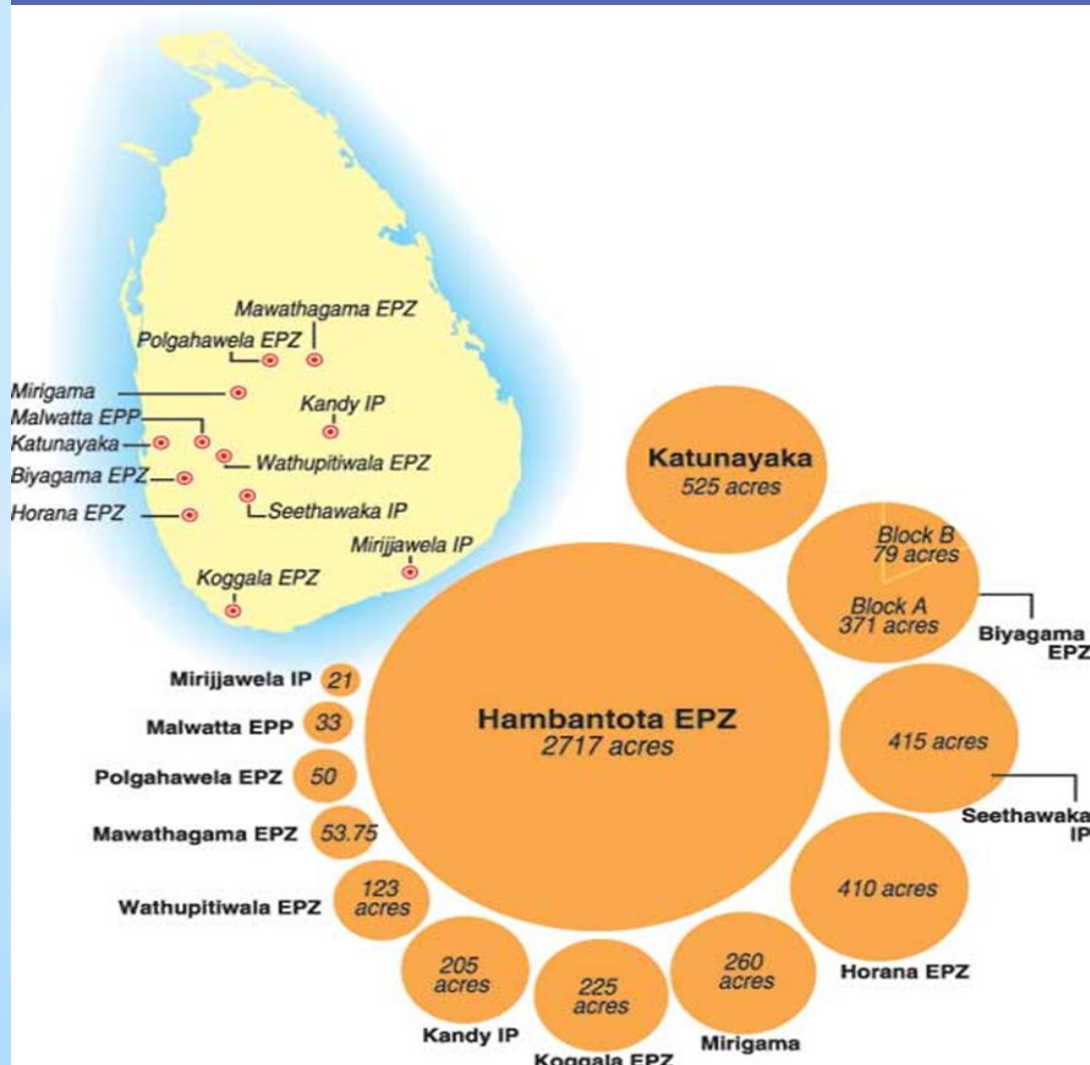 Mawathagama EPZ
Polgahawela EPZ
Mirigama
Kandy IP
Malwatta EPP
Katunayaka
Wathupitiwala EPZ
Biyagama EPZ
Seethawaka IP
Horana EPZ
Mirijjawela IP
Koggala EPZ
Katunayaka
525 acres
Block B
79 acres
Block A
371 acres
Biyagama
EPZ
Hambantota EPZ
2717 acres
415 acres
Seethawaka
IP
410 acres
Horana EPZ
260
acres
Mirigama
225
acres
Koggala EPZ
205
acres
Kandy IP
123
acres
Wathupitiwala EPZ
53.75
Mawathagama EPZ
50
Polgahawela EPZ
33
Malwatta EPP
21
Mirijjawela IP